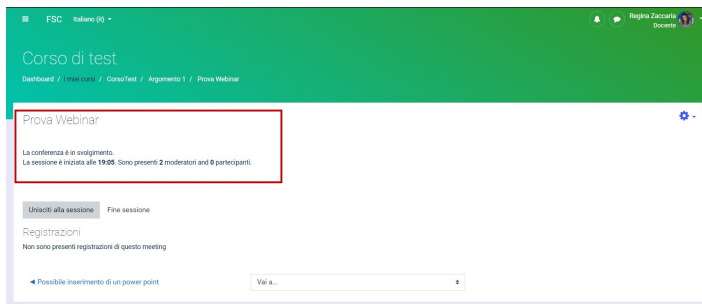 FSC Italiano (it)
Regina Zaccaria
Docente
Corso di test
Dashboard / I miei corsi / CorsoTest / Argomento 1 / Prova Webinar
Prova Webinar
La conferenza è in svolgimento.
La sessione è iniziata alle 19:05. Sono presenti 2 moderatori and 0 partecipanti.
Unisciti alla sessione Fine sessione
Registrazioni
Non sono presenti registrazioni di questo meeting
◄ Possibile inserimento di un power point Vai a...